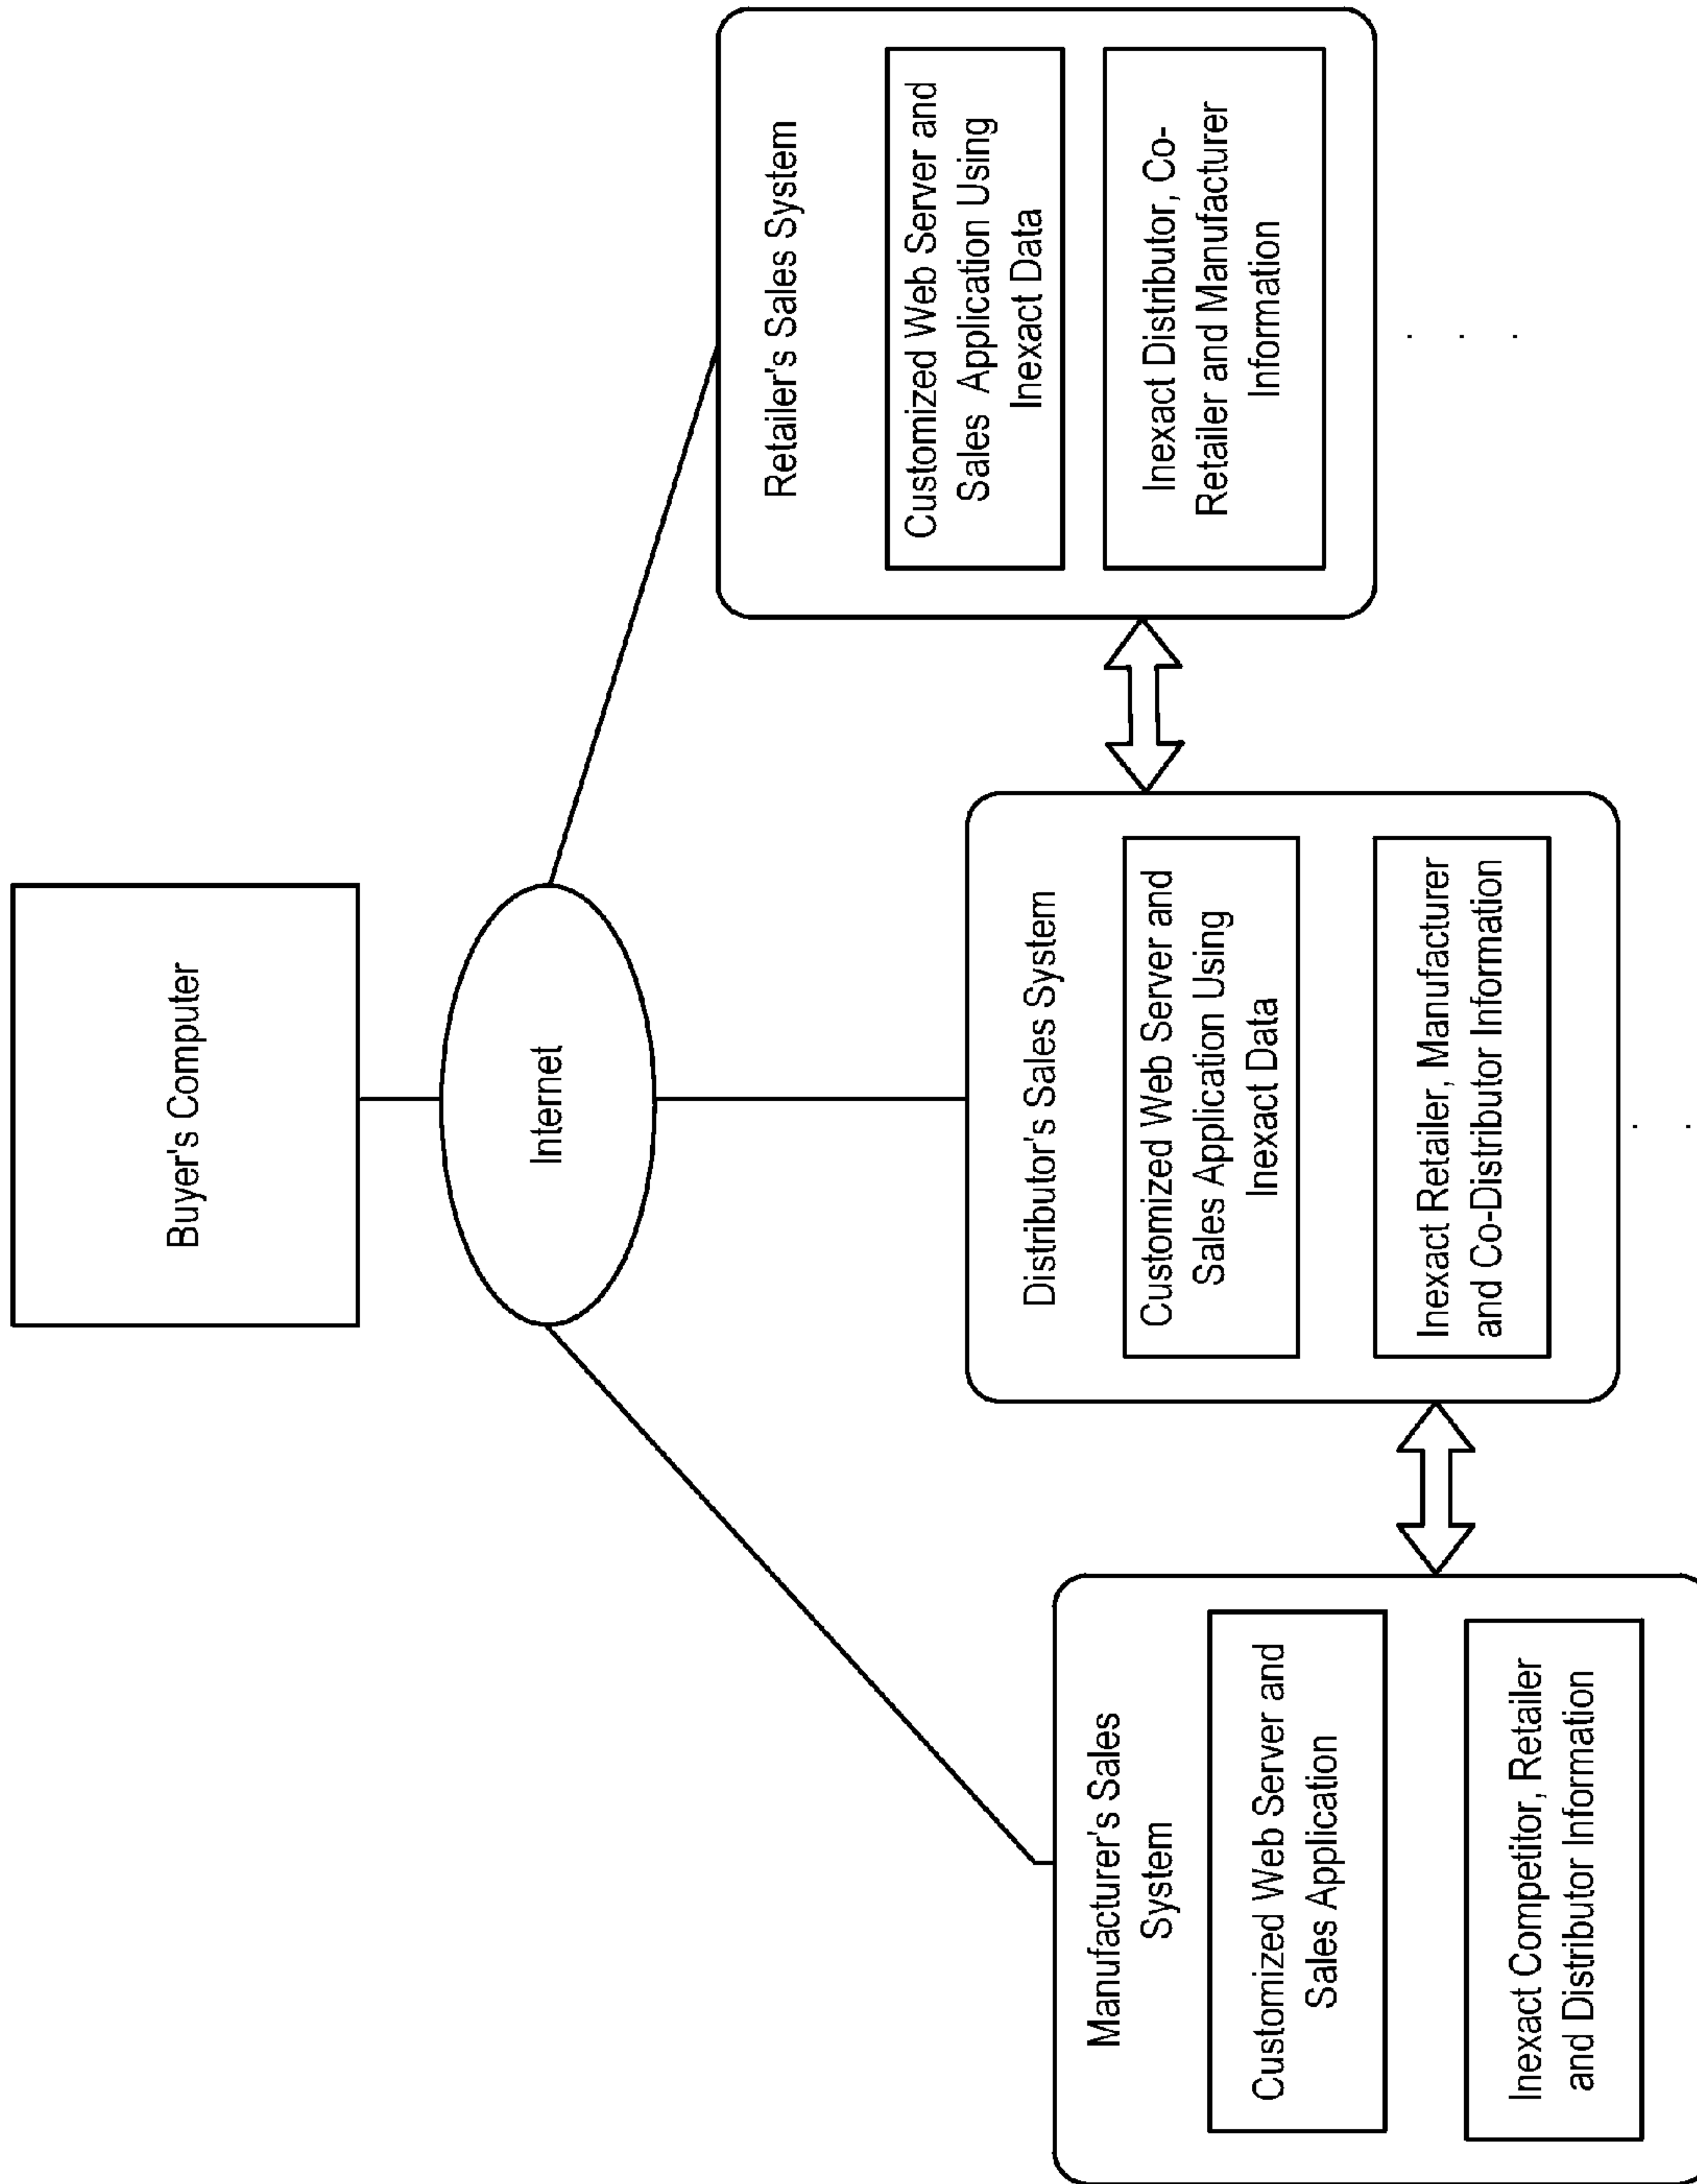 Buyer's Computer
Internet
Manufacturer's Sales
System
Customized Web Server and
Sales Application
Inexact Competitor, Retailer
and Distributor Information
Distributor's Sales System
Customized Web Server and
Sales Application Using
Inexact Data
Inexact Retailer, Manufacturer
and Co-Distributor Information
Retailer's Sales System
Customized Web Server and
Sales Application Using
Inexact Data
Inexact Distributor, Co-
Retailer and Manufacturer
Information